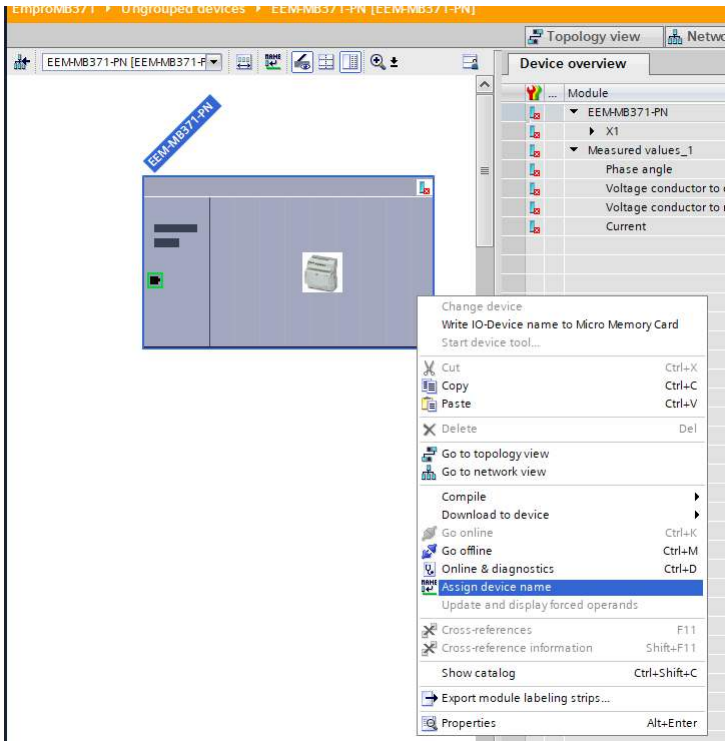 EmproMB371 ▸ Ungrouped devices ▸ EEM-MB371-PN [EEM-MB371-PN]
Topology view
EEM-MB371-PN [EEM-MB371-
Device overview
... Module
EEM-MB371-PN
EEM-MB371-PN
X1
Measured values_1
Phase angle
Voltage conductor to
Voltage conductor to
Current
Change device
Write IO-Device name to Micro Memory Card
Start device tool...
Cut Ctrl+X
Copy Ctrl+C
Paste Ctrl+V
Delete Del
Go to topology view
Go to network view
Compile
Download to device
Go online Ctrl+K
Go offline Ctrl+M
Online & diagnostics Ctrl+D
Assign device name
Update and display forced operands
Cross-references F11
Cross-reference information Shift+F11
Show catalog Ctrl+Shift+C
Export module labeling strips...
Properties Alt+Enter